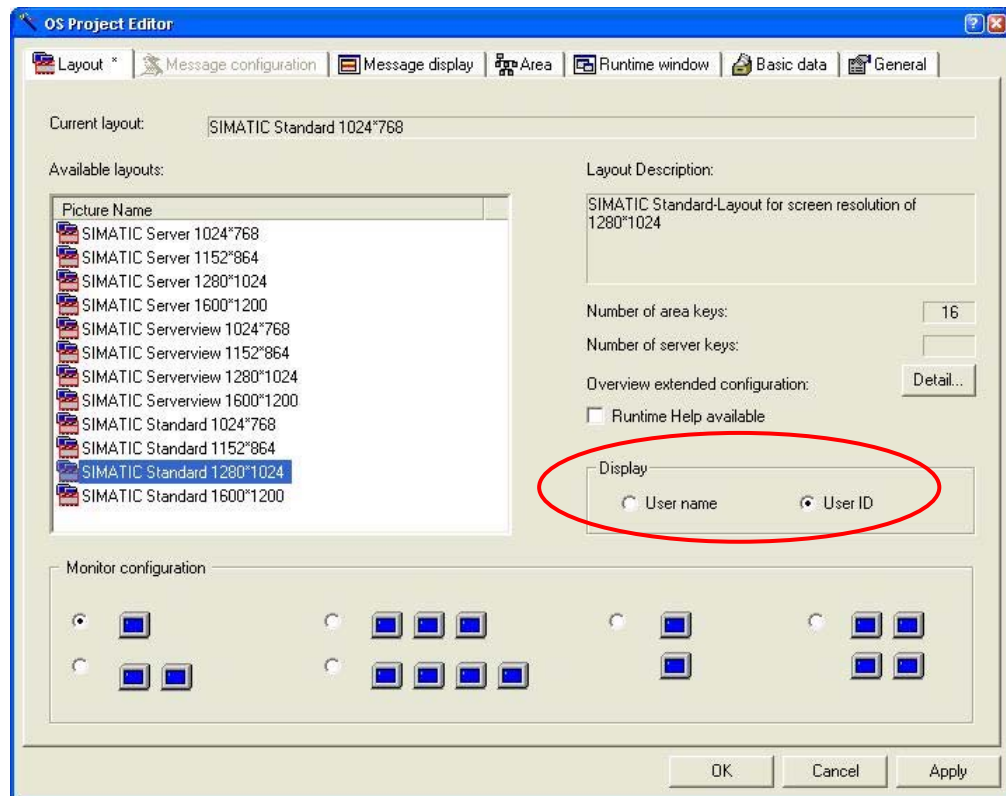 OS Project Editor
Layout * Message configuration Message display Area Runtime window Basic data General
Current layout: SIMATIC Standard 1024*768
Available layouts:
Picture Name
SIMATIC Server 1024*768
SIMATIC Server 1152*864
SIMATIC Server 1280*1024
SIMATIC Server 1600*1200
SIMATIC Serverview 1024*768
SIMATIC Serverview 1152*864
SIMATIC Serverview 1280*1024
SIMATIC Serverview 1600*1200
SIMATIC Standard 1024*768
SIMATIC Standard 1152*864
SIMATIC Standard 1280*1024
SIMATIC Standard 1600*1200
Layout Description:
SIMATIC Standard-Layout for screen resolution of
1280*1024
Number of area keys: 16
Number of server keys:
Overview extended configuration: Detail...
Runtime Help available
Display
User name User ID
Monitor configuration
OK Cancel Apply